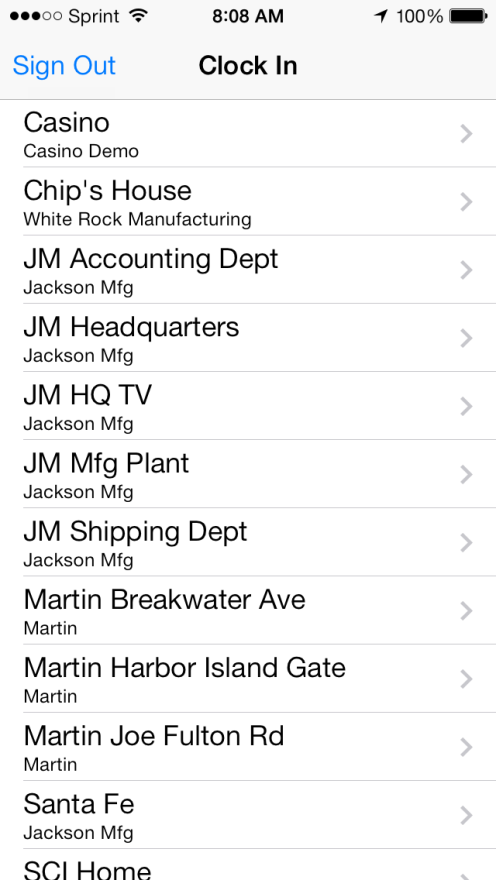 Sprint 8:08 AM 100%
Sign Out Clock In
Casino
Casino Demo
Chip's House
White Rock Manufacturing
JM Accounting Dept
Jackson Mfg
JM Headquarters
Jackson Mfg
JM HQ TV
Jackson Mfg
JM Mfg Plant
Jackson Mfg
JM Shipping Dept
Jackson Mfg
Martin Breakwater Ave
Martin
Martin Harbor Island Gate
Martin
Martin Joe Fulton Rd
Martin
Santa Fe
Jackson Mfg
SCI Home